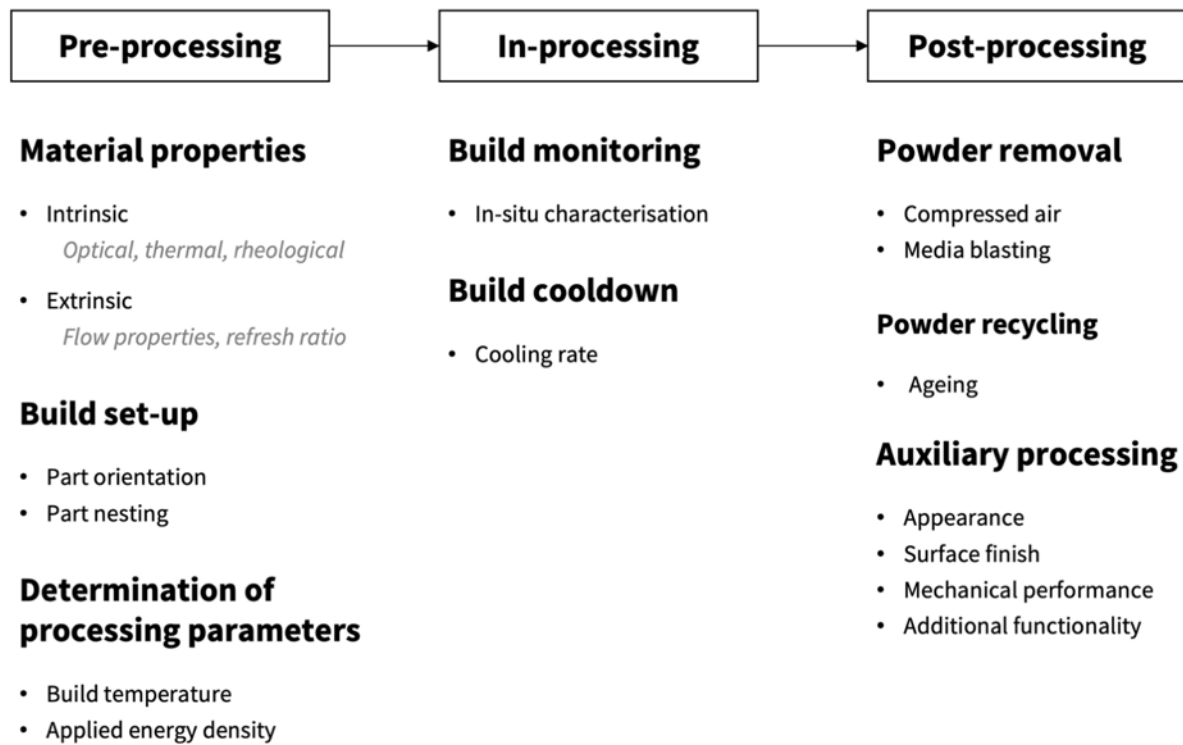 Pre-processing
In-processing
Post-processing
Material properties
• Intrinsic
Optical, thermal, rheological
• Extrinsic
Flow properties, refresh ratio
Build set-up
• Part orientation
• Part nesting
Determination of
processing parameters
• Build temperature
• Applied energy density
Build monitoring
• In-situ characterisation
Build cooldown
• Cooling rate
Powder removal
• Compressed air
• Media blasting
Powder recycling
• Ageing
Auxiliary processing
• Appearance
• Surface finish
• Mechanical performance
• Additional functionality